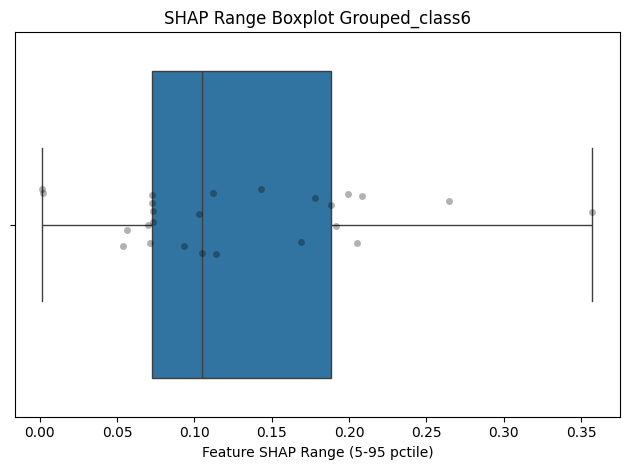 SHAP Range Boxplot Grouped_class6
0.00 0.05 0.10 0.15 0.20 0.25 0.30 0.35
Feature SHAP Range (5-95 pctile)